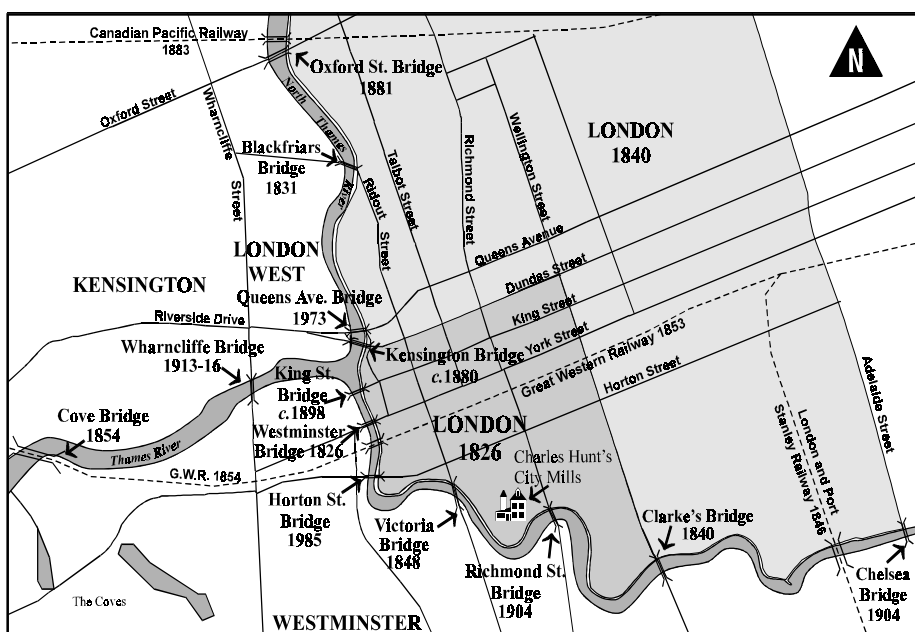 Canadian Pacific Railway
1883
N
Oxford St. Bridge
1881
Oxford Street
Wharncliffe
Street
North
Thames
River
Blackfriars
Bridge
1831
Ridout
Street
Talbot Street
Richmond Street
Wellington Street
LONDON
1840
Queens Avenue
Dundas Street
King Street
York Street
Great Western Railway 1853
Horton Street
LONDON
WEST
KENSINGTON
Queens Ave. Bridge
1973
Riverside Drive
Wharncliffe Bridge
1913-16
Kensington Bridge
c.1880
King St.
Bridge
c.1898
Cove Bridge
1854
Westminster
Bridge 1826
LONDON
1826
Thames River
G.W.R. 1854
Charles Hunt's
City Mills
Adelaide Street
London and Port
Stanley Railway 1846
Horton St.
Bridge
1985
Victoria
Bridge
1848
Richmond St.
Bridge
1904
Clarke's Bridge
1840
Chelsea
Bridge
1904
The Coves
WESTMINSTER